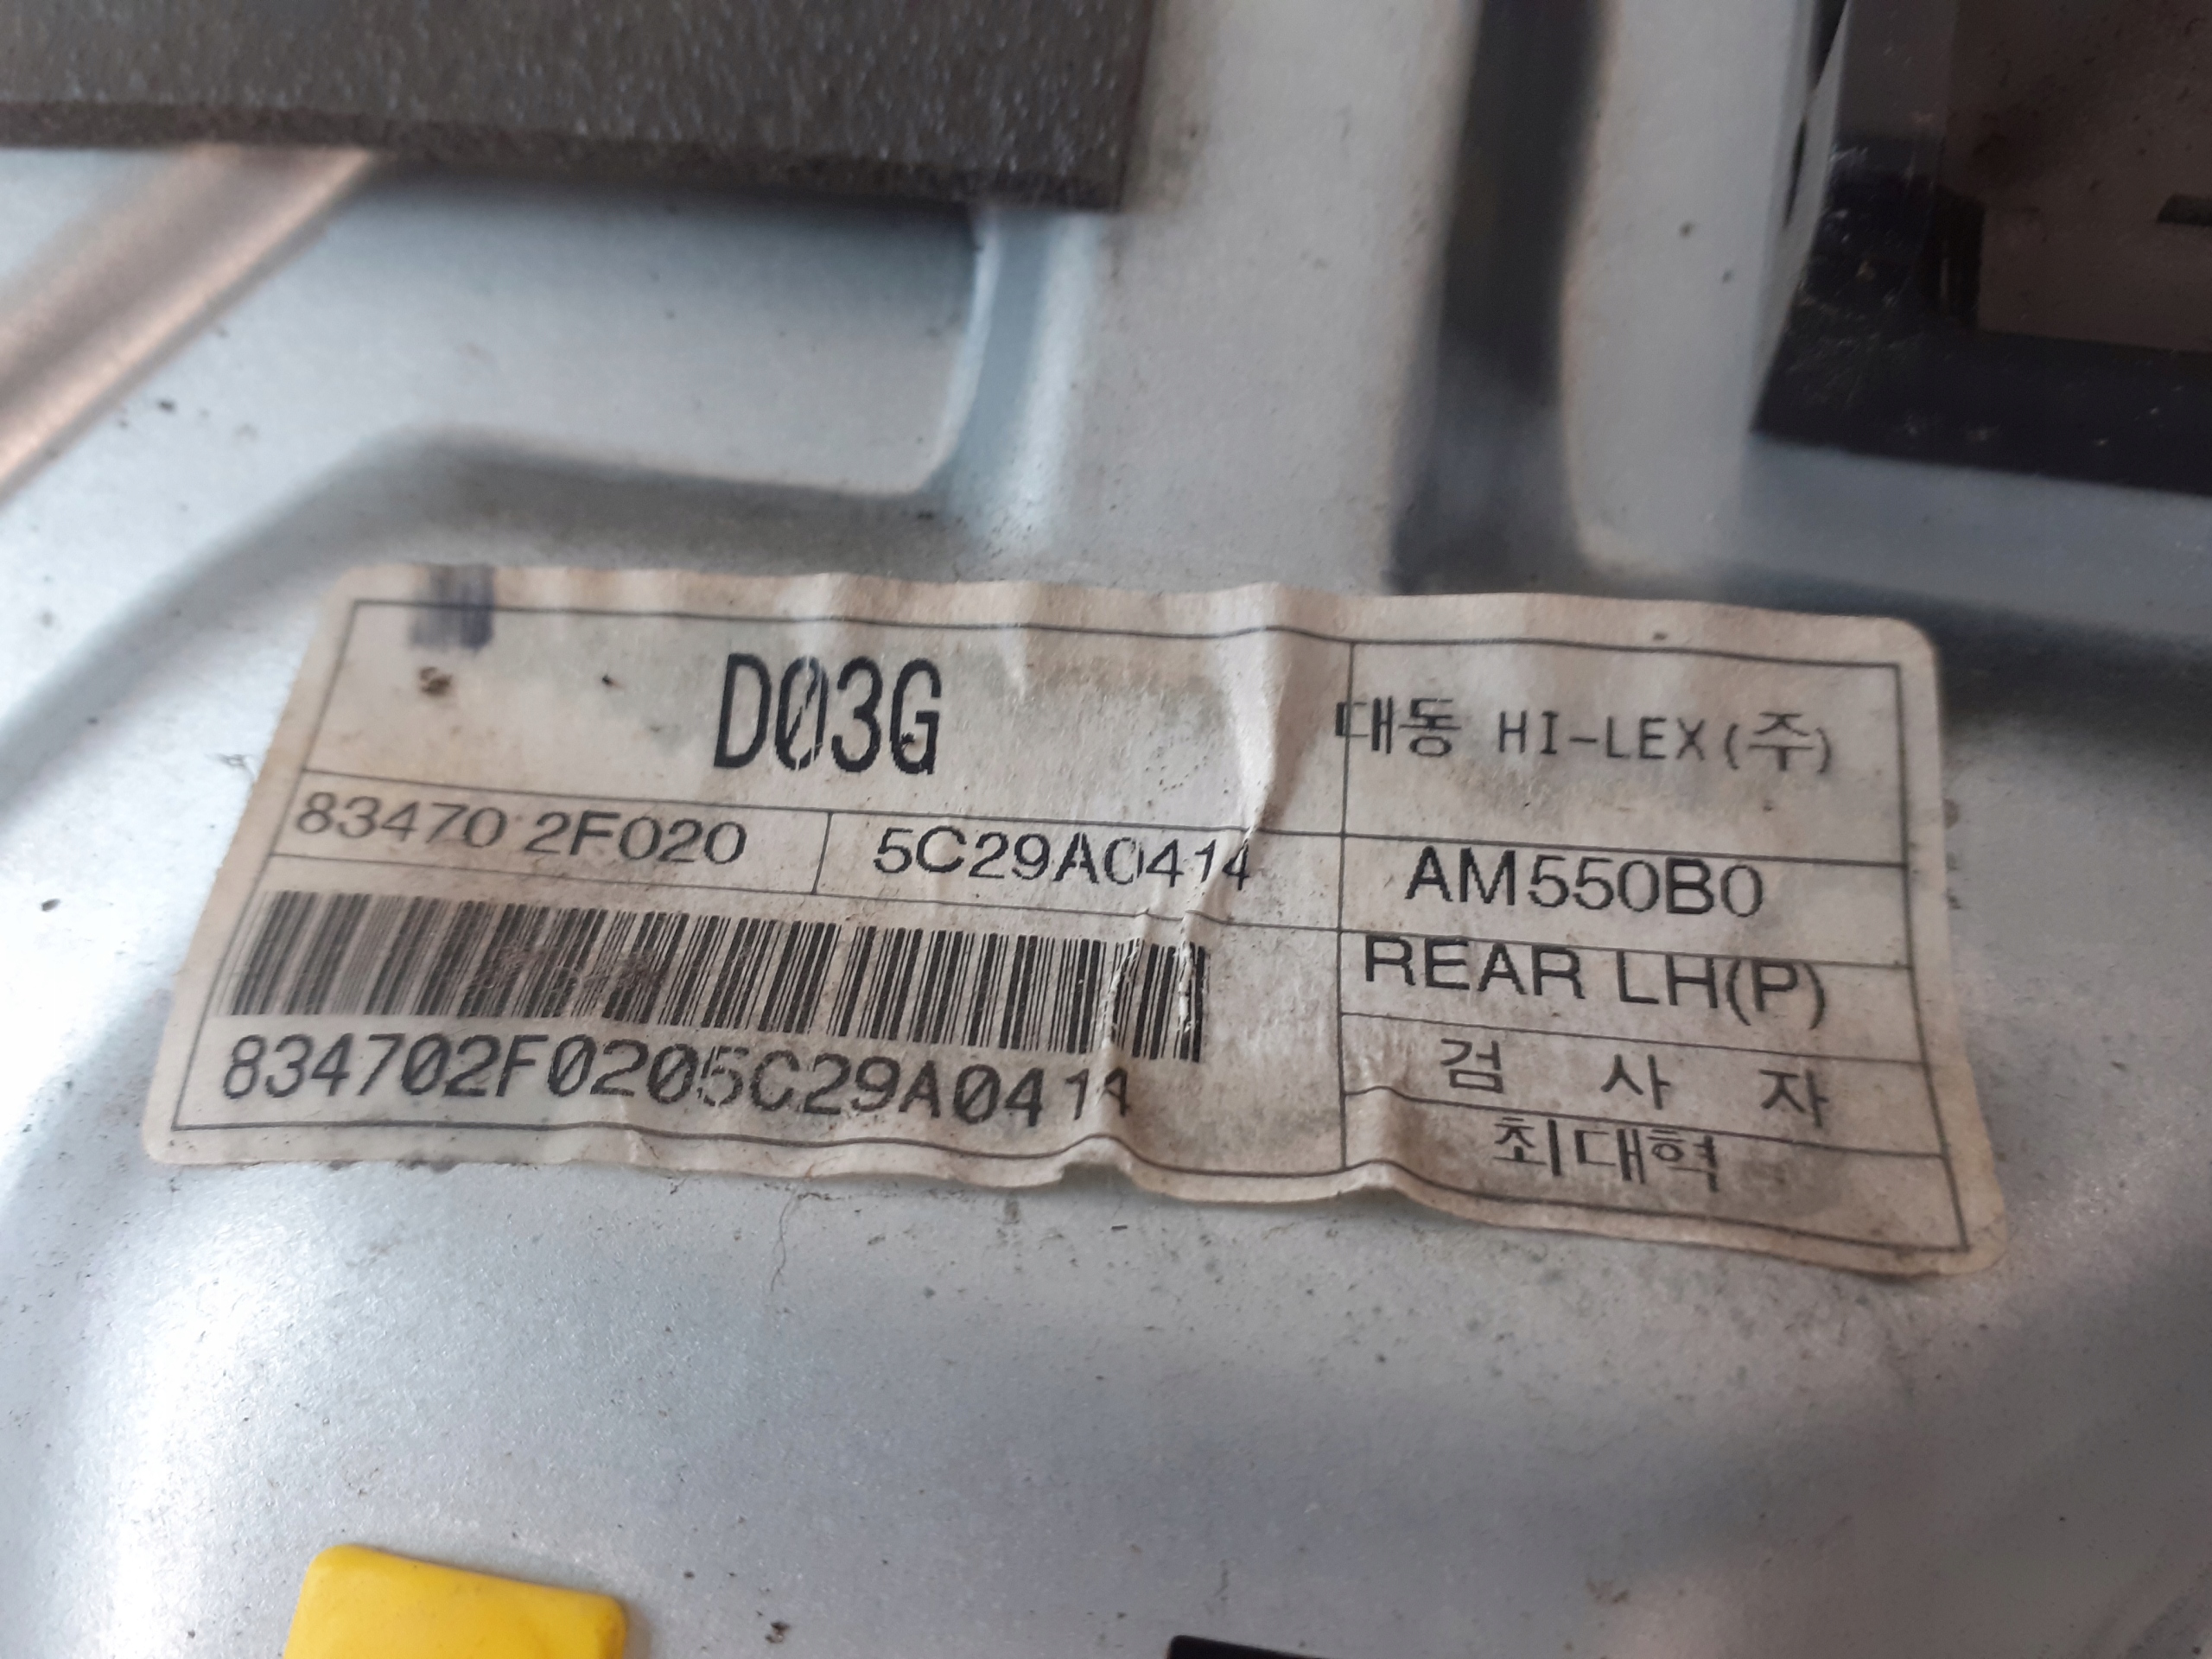 D03G
대동 HI-LEX(주)
83470 2F020
5C29A0414
AM550B0
REAR LH(P)
834702F0205C29A0414
검 사 자
최대혁